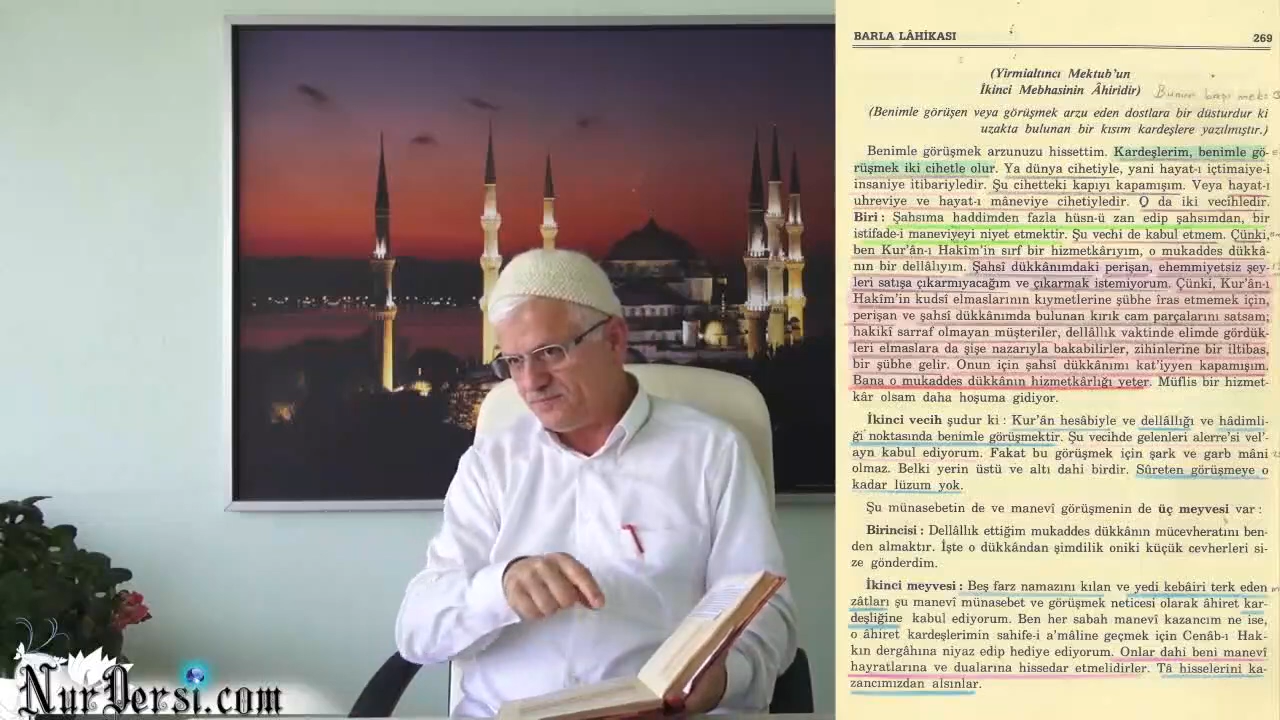 BARLA LÂHİKASI 269
(Yirmialtıncı Mektub'un
İkinci Mebhasinin Âhiridir) Bunun başı mek
(Benimle görüşen veya görüşmek arzu eden dostlara bir düsturdur ki
uzakta bulunan bir kısım kardeşlere yazılmıştır.)
Benimle görüşmek arzunuzu hissettim. Kardeşlerim, benimle gö-
rüşmek iki cihetle olur. Ya dünya cihetiyle, yani hayat-ı içtimaiye-i
insaniye itibariyledir. Şu cihetteki kapıyı kapamışım. Veya hayat-ı
uhreviye ve hayat-ı mâneviye cihetiyledir. O da iki vecihledir.
Biri : Şahsıma haddimden fazla hüsn-ü zan edip şahsımdan, bir
istifade-i maneviyeyi niyet etmektir. Şu vechi de kabul etmem. Çünki,
ben Kur'ân-ı Hakîm'in sırf bir hizmetkârıyım, o mukaddes dükkâ-
nın bir dellâlıyım. Şahsî dükkânımdaki perişan, ehemmiyetsiz şey-
leri satışa çıkarmıyacağım ve çıkarmak istemiyorum. Çünki, Kur'ân-ı
Hakîm'in kudsî elmaslarının kıymetlerine şübhe îras etmemek için,
perişan ve şahsî dükkânımda bulunan kırık cam parçalarını satsam;
hakikî sarraf olmayan müşteriler, dellâllık vaktinde elimde gördük-
leri elmaslara da şişe nazarıyla bakabilirler, zihinlerine bir iltibas,
bir şübhe gelir. Onun için şahsî dükkânımı kat'iyyen kapamışım.
Bana o mukaddes dükkânın hizmetkârlığı yeter. Müflis bir hizmet-
kâr olsam daha hoşuma gidiyor.
İkinci vecih şudur ki : Kur'ân hesâbiyle ve dellâllığı ve hâdimli-
ği noktasında benimle görüşmektir. Şu vecihde gelenleri alerre'si vel'-
ayn kabul ediyorum. Fakat bu görüşmek için şark ve garb mâni
olmaz. Belki yerin üstü ve altı dahi birdir. Sûreten görüşmeye o
kadar lüzum yok.
Şu münasebetin de ve manevî görüşmenin de üç meyvesi var :
Birincisi : Dellâllık ettiğim mukaddes dükkânın mücevheratını ben-
den almaktır. İşte o dükkândan şimdilik oniki küçük cevherleri si-
ze gönderdim.
İkinci meyvesi : Beş farz namazını kılan ve yedi kebâiri terk eden
zâtları şu manevî münasebet ve görüşmek neticesi olarak âhiret kar-
deşliğine kabul ediyorum. Ben her sabah manevî kazancım ne ise,
o âhiret kardeşlerimin sahife-i a'mâline geçmek için Cenâb-ı Hak-
kın dergâhına niyaz edip hediye ediyorum. Onlar dahi beni manevî
hayratlarına ve dualarına hissedar etmelidirler. Tâ hisselerini ka-
zancımızdan alsınlar.
NurDersi.com